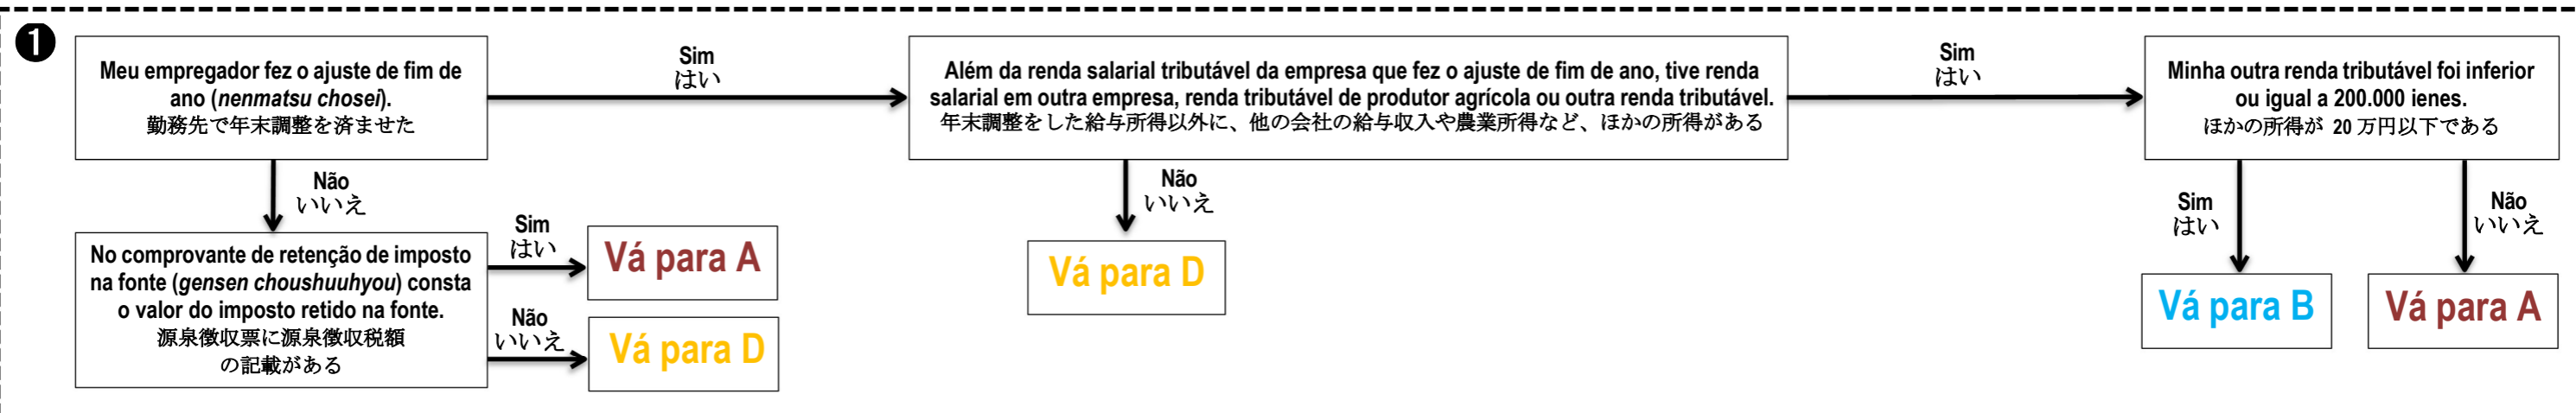 ❶
Meu empregador fez o ajuste de fim de
ano (nenmatsu chosei).
勤務先で年末調整を済ませた
Sim
はい
Além da renda salarial tributável da empresa que fez o ajuste de fim de ano, tive renda
salarial em outra empresa, renda tributável de produtor agrícola ou outra renda tributável.
年末調整をした給与所得以外に、他の会社の給与収入や農業所得など、ほかの所得がある
Sim
はい
Minha outra renda tributável foi inferior
ou igual a 200.000 ienes.
ほかの所得が 20 万円以下である
Não
いいえ
Não
いいえ
Sim
はい
Não
いいえ
No comprovante de retenção de imposto
na fonte (gensen choushuuhyou) consta
o valor do imposto retido na fonte.
源泉徴収票に源泉徴収税額
の記載がある
Sim
はい
Vá para A
Não
いいえ
Vá para D
Vá para D
Vá para B
Vá para A